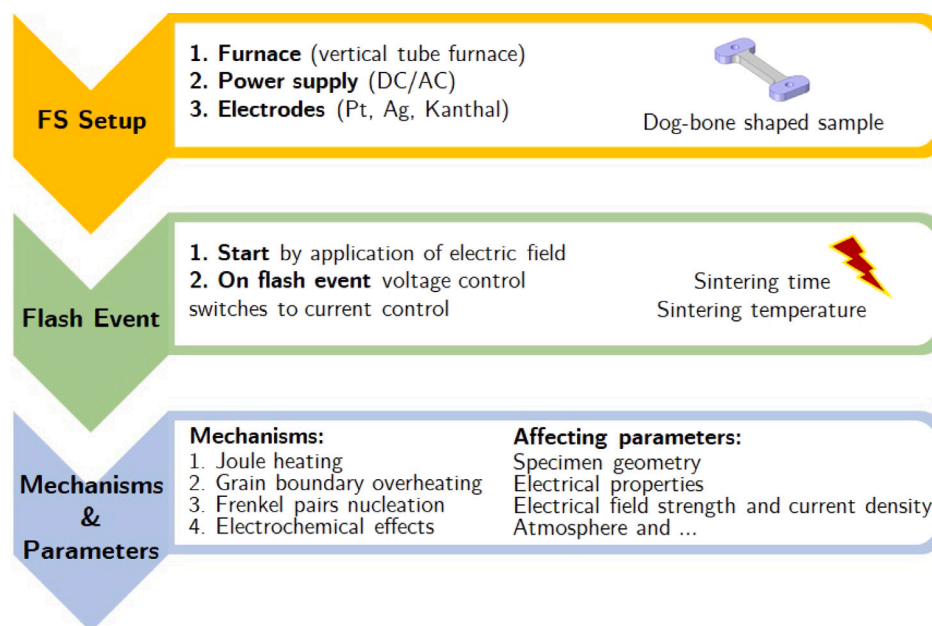 FS Setup
1. Furnace (vertical tube furnace)
2. Power supply (DC/AC)
3. Electrodes (Pt, Ag, Kanthal)
Dog-bone shaped sample
Flash Event
1. Start by application of electric field
2. On flash event voltage control
switches to current control
Sintering time
Sintering temperature
Mechanisms
&
Parameters
Mechanisms:
1. Joule heating
2. Grain boundary overheating
3. Frenkel pairs nucleation
4. Electrochemical effects
Affecting parameters:
Specimen geometry
Electrical properties
Electrical field strength and current density
Atmosphere and ...